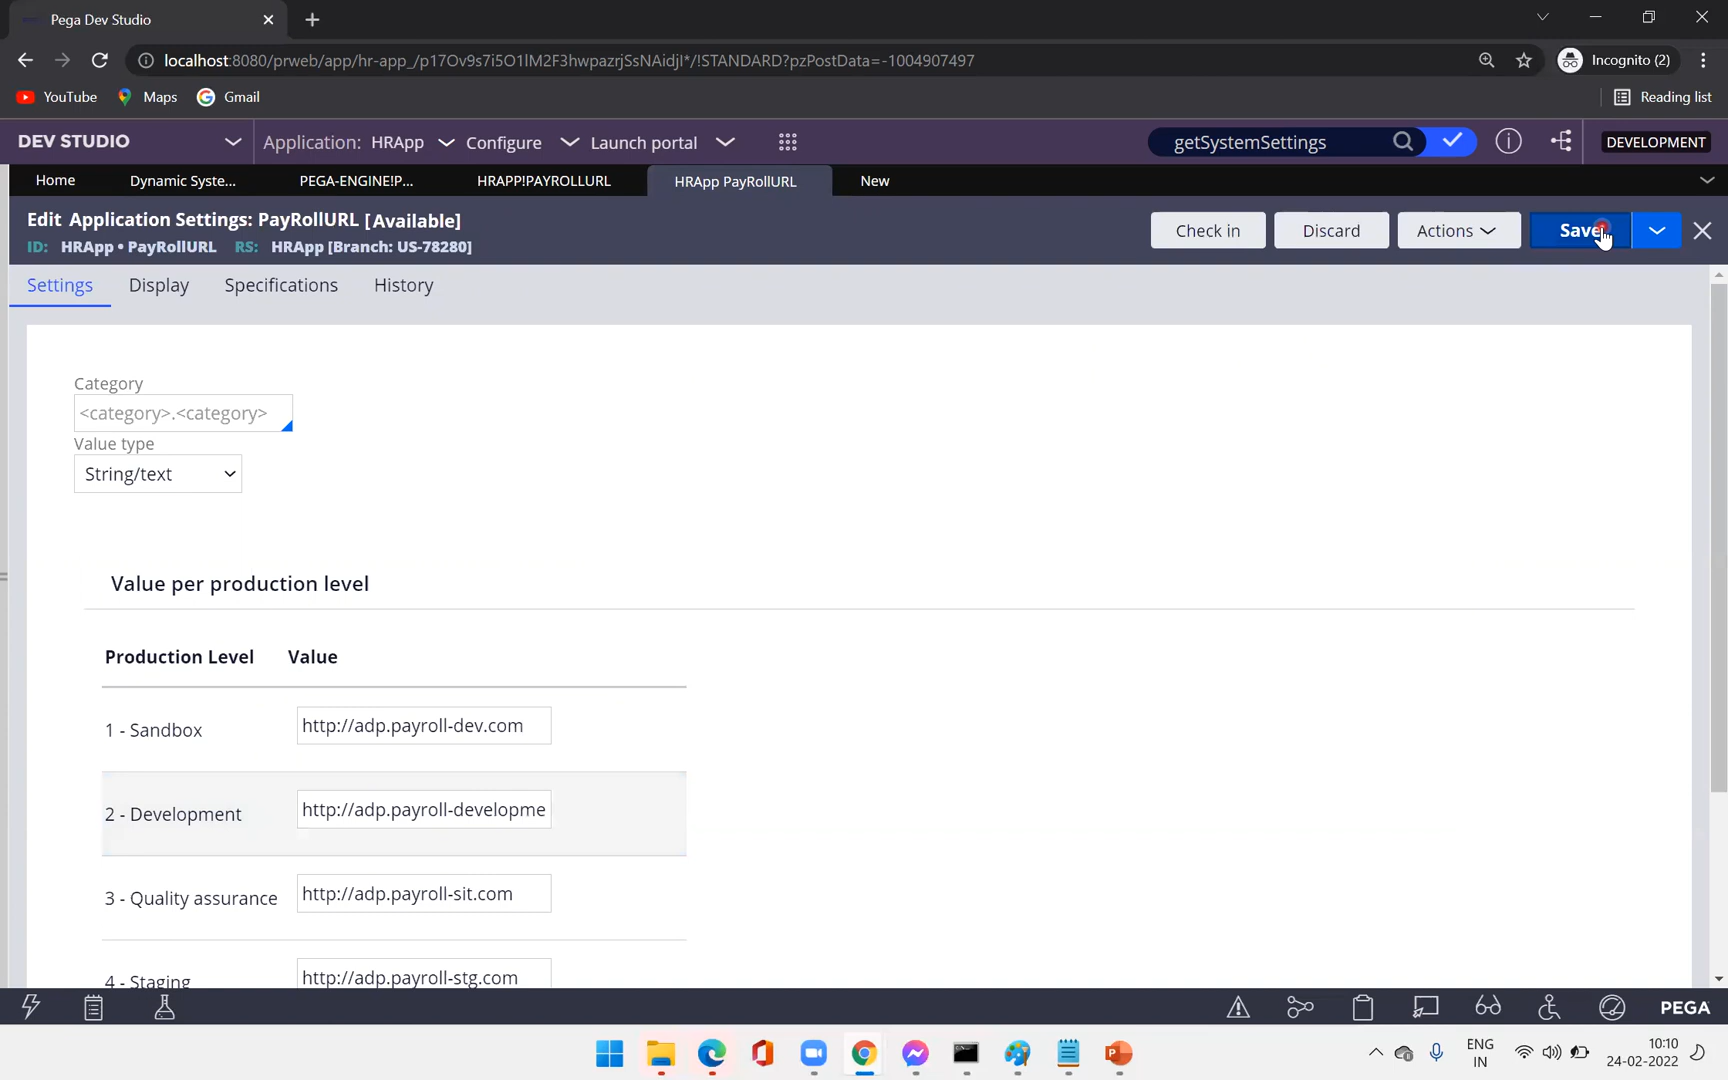 Pega Dev Studio
localhost:8080/prweb/app/hr-app_/p17Ov9s7i5O1lM2F3hwpazrjSsNAidjl*/!STANDARD?pzPostData=-1004907497
Incognito (2)
YouTube Maps Gmail Reading list
DEV STUDIO Application: HRApp Configure Launch portal getSystemSettings DEVELOPMENT
Home Dynamic Syste... PEGA-ENGINE!P... HRAPP!PAYROLLURL HRApp PayRollURL New
Edit Application Settings: PayRollURL [Available]
ID: HRApp • PayRollURL RS: HRApp [Branch: US-78280]
Check in Discard Actions Save
Settings Display Specifications History
Category
<category>.<category>
Value type
String/text
Value per production level
Production Level Value
1 - Sandbox http://adp.payroll-dev.com
2 - Development http://adp.payroll-developme
3 - Quality assurance http://adp.payroll-sit.com
4 - Staging http://adp.payroll-stg.com
PEGA
ENG
IN
10:10
24-02-2022